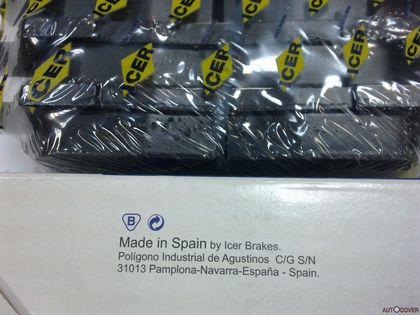 ICER
ICER
ICER
ICER
ICER
ICER
B
Made in Spain by Icer Brakes.
Polígono Industrial de Agustinos C/G S/N
31013 Pamplona-Navarra-España - Spain.
AUTOCOVER